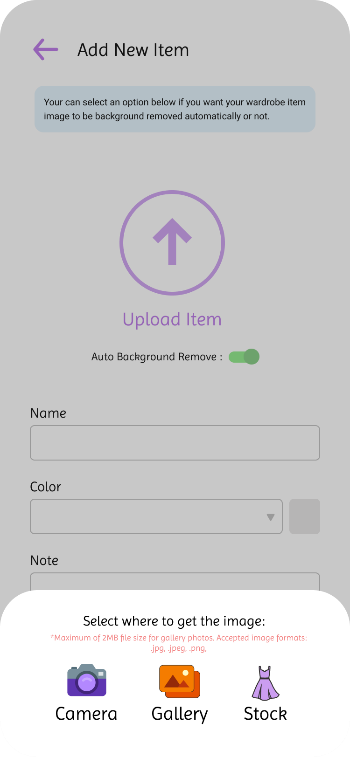 Add New Item
Your can select an option below if you want your wardrobe item
image to be background removed automatically or not.
Upload Item
Auto Background Remove :
Name
Color
Note
Select where to get the image:
*Maximum of 2MB file size for gallery photos. Accepted image formats:
.jpg, .jpeg, .png,
Camera Gallery Stock